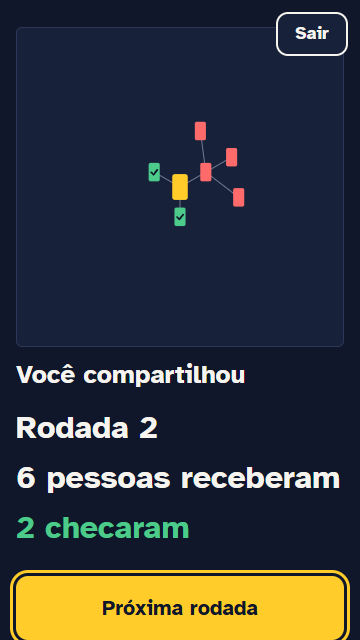 Sair
Você compartilhou
Rodada 2
6 pessoas receberam
2 checaram
Próxima rodada